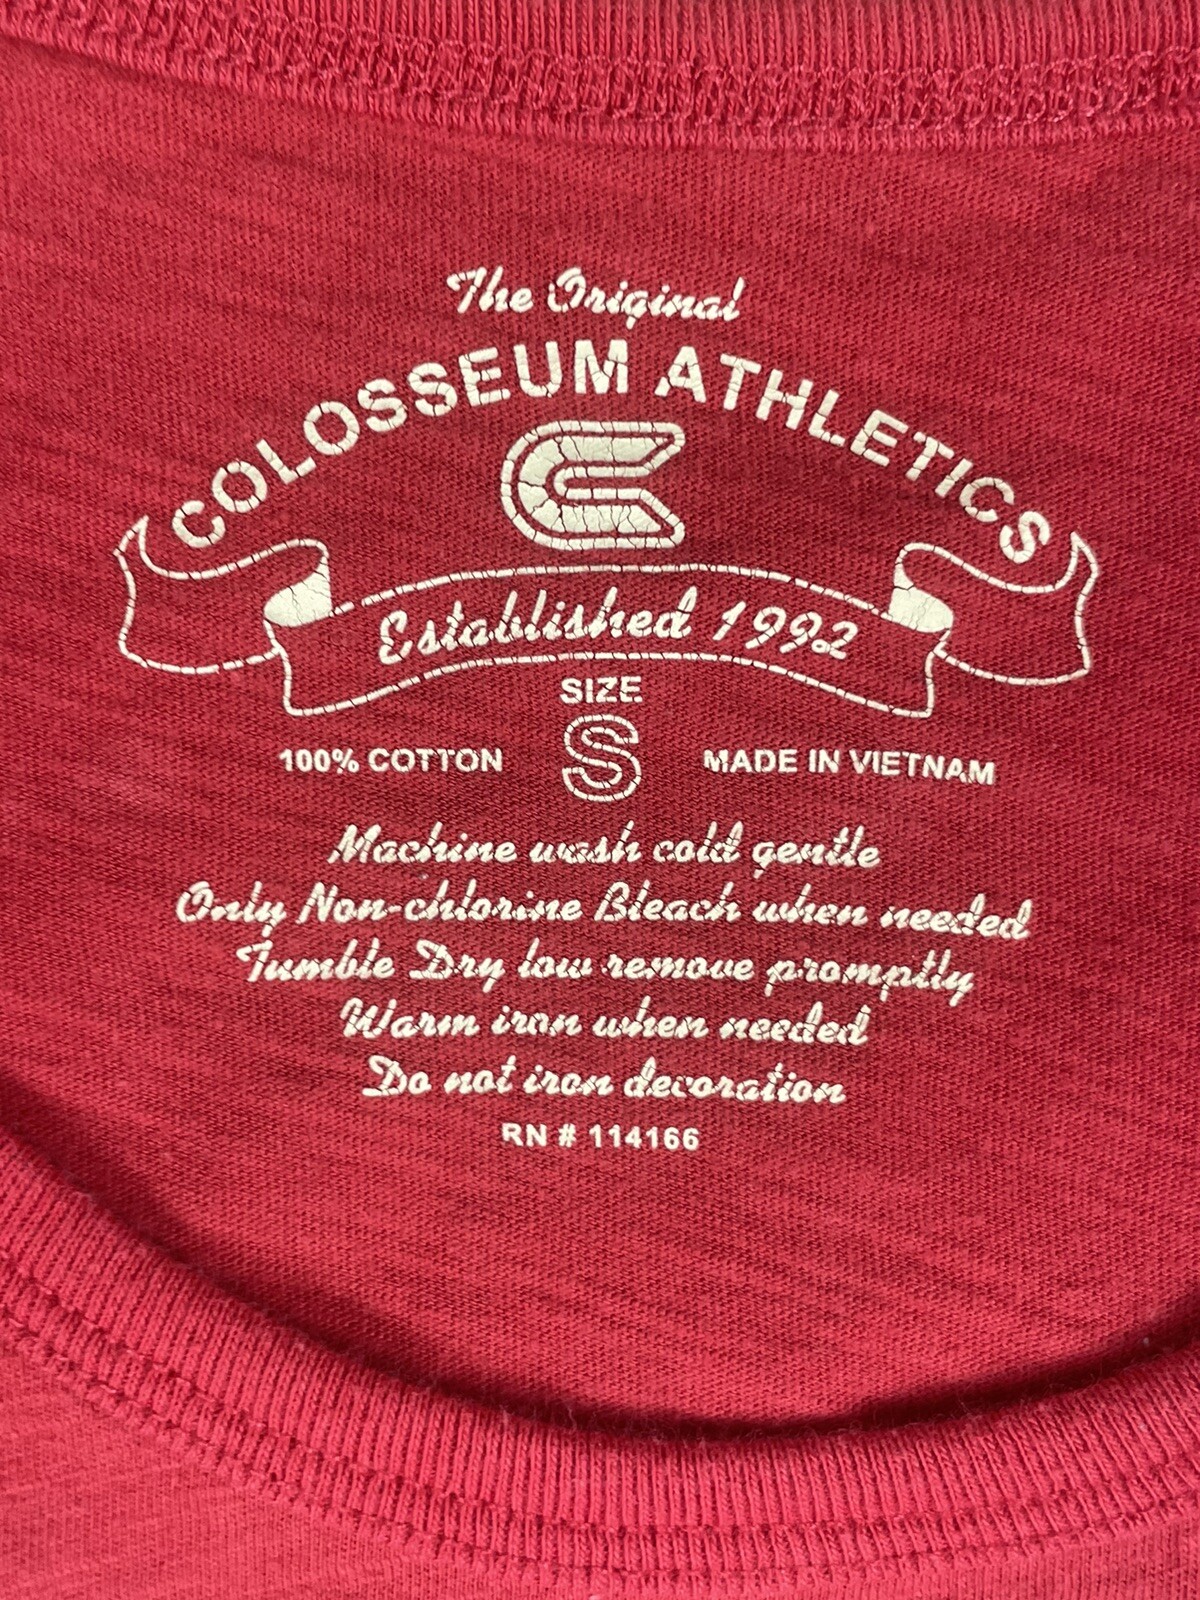 The Original
COLOSSEUM ATHLETICS
C
Established 1992
SIZE
100% COTTON S MADE IN VIETNAM
Machine wash cold gentle
Only Non-chlorine Bleach when needed
Tumble Dry low remove promptly
Warm iron when needed
Do not iron decoration
RN # 114166